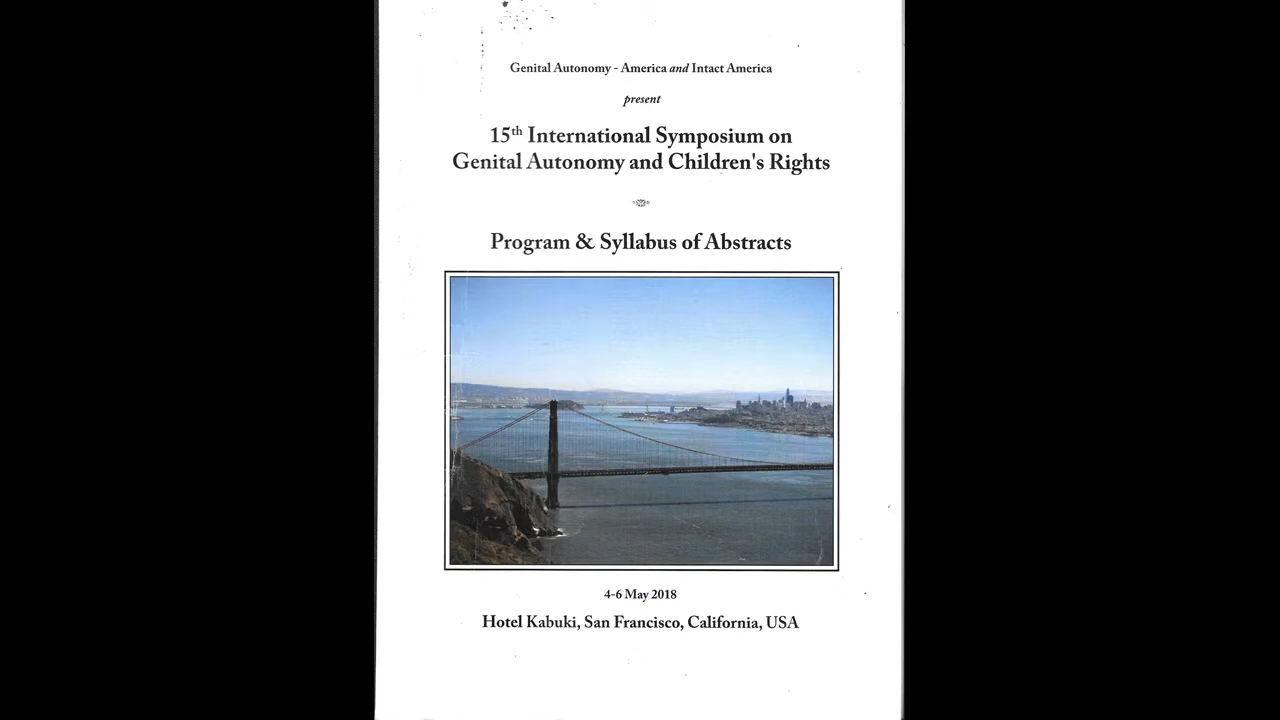 Genital Autonomy - America and Intact America
present
15th International Symposium on
Genital Autonomy and Children's Rights
Program & Syllabus of Abstracts
4-6 May 2018
Hotel Kabuki, San Francisco, California, USA